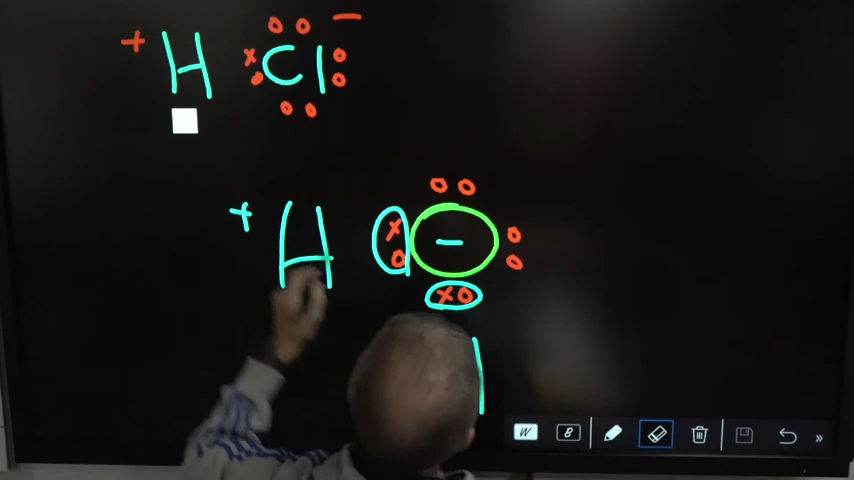 + H Cl −
+ H −
W B